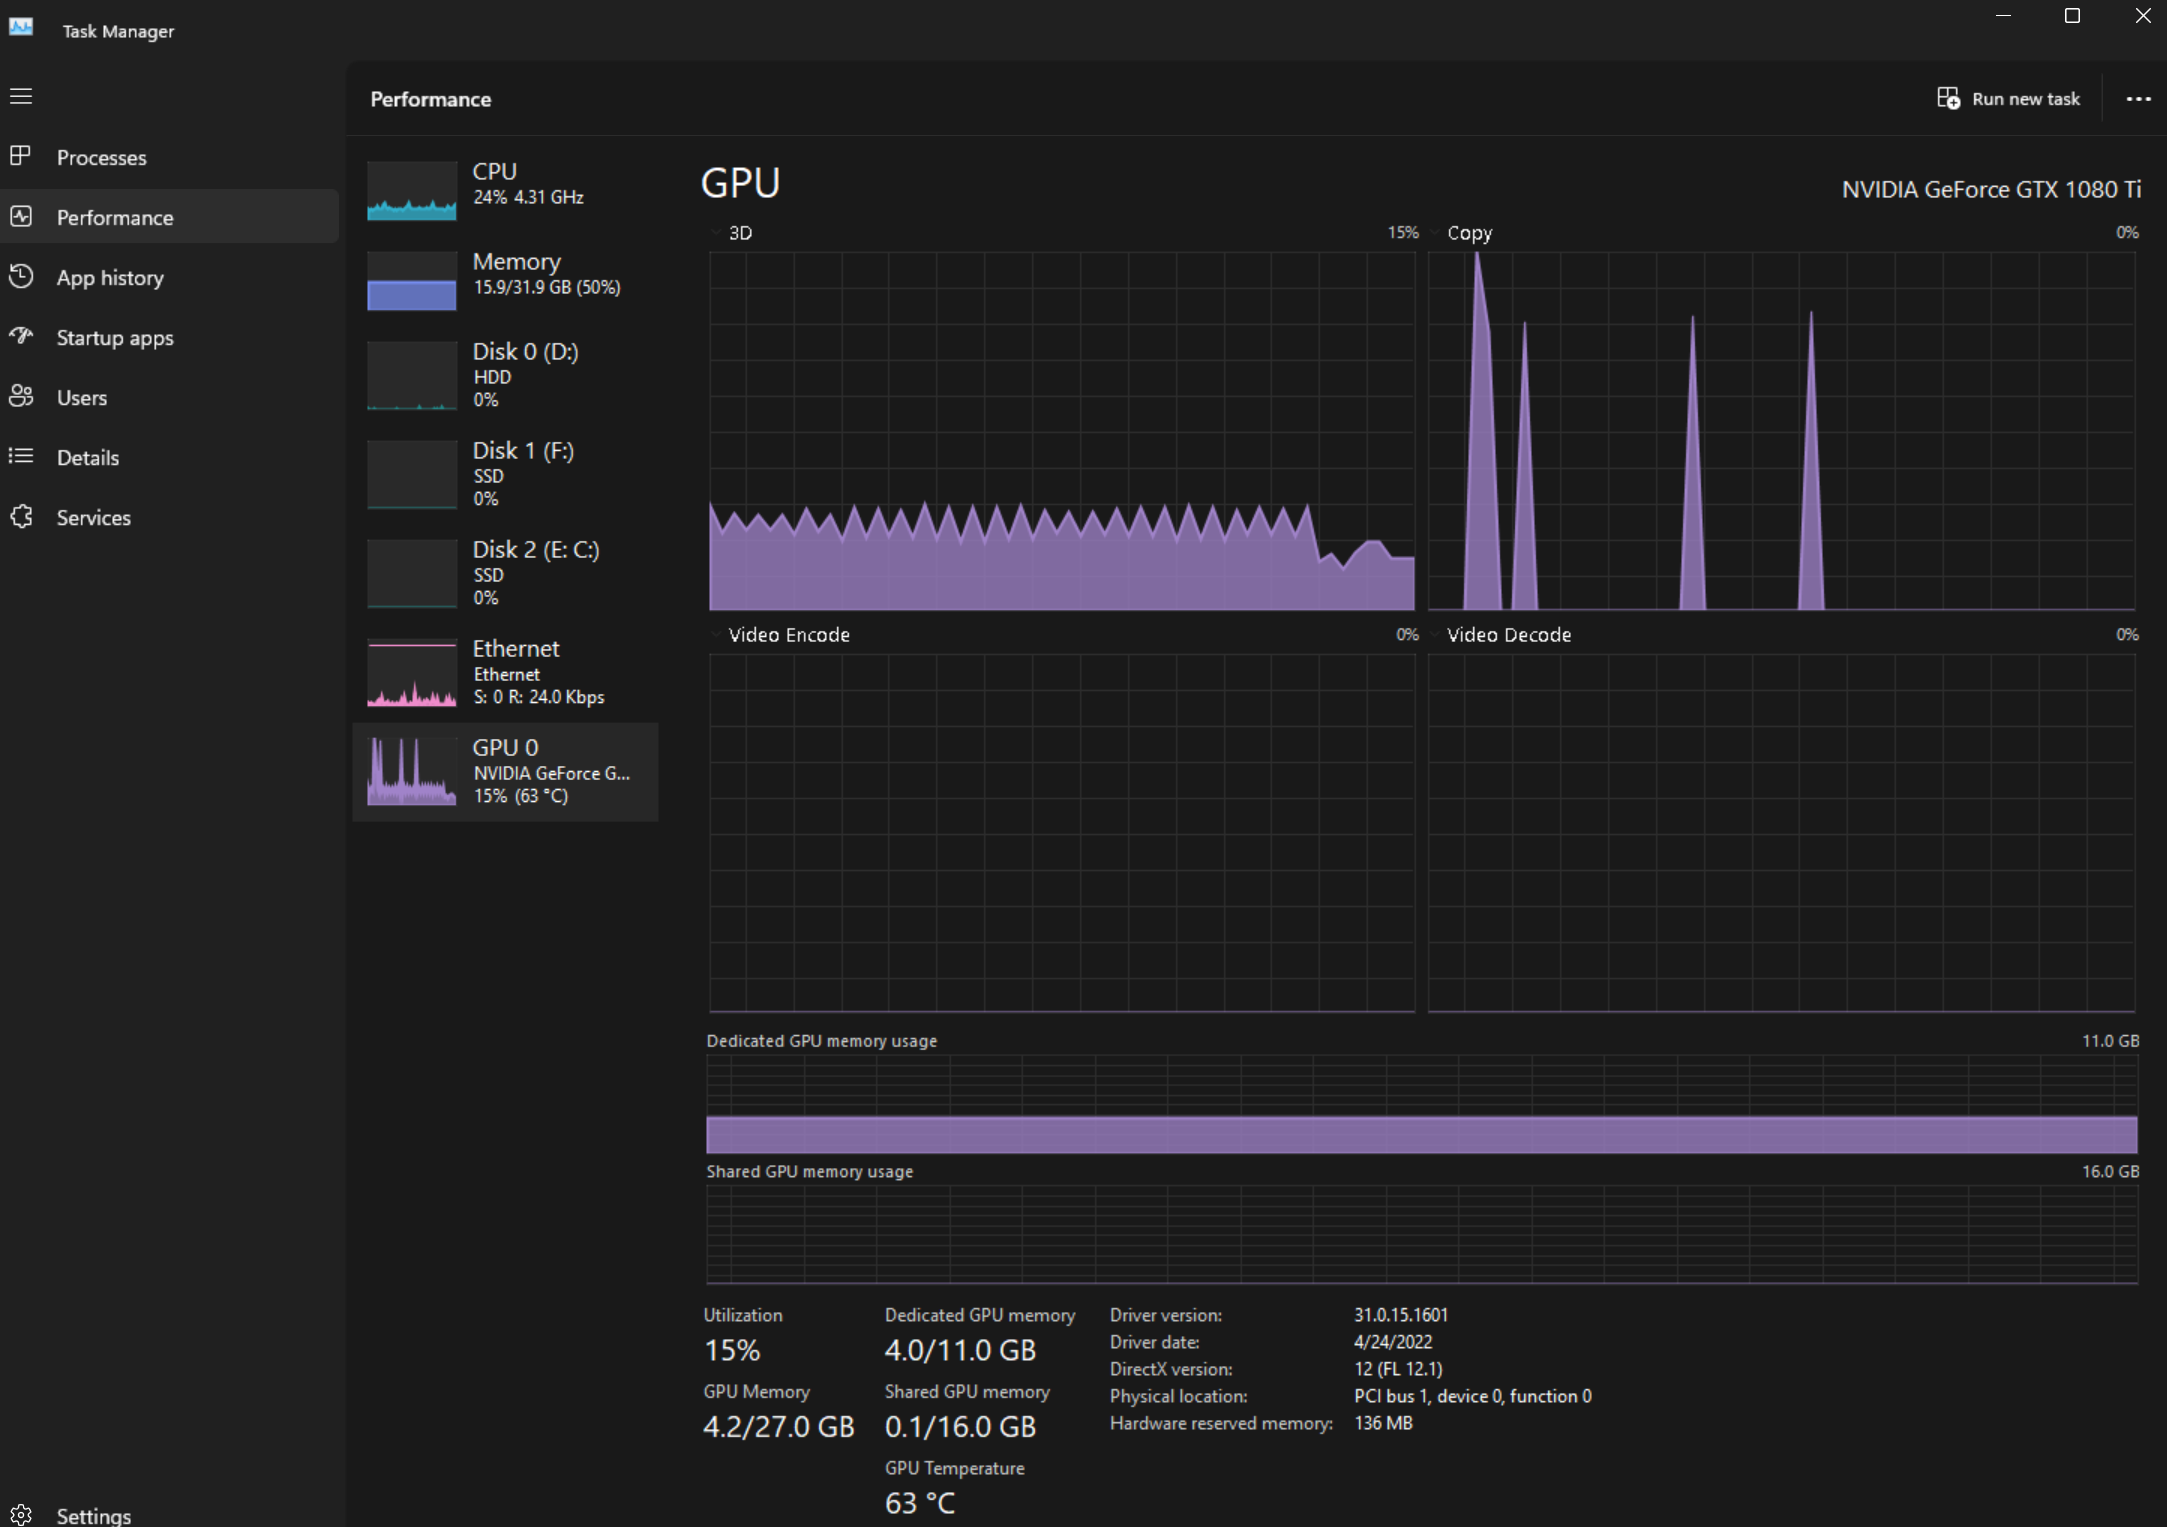 Task Manager
Performance
Run new task
Processes
Performance
App history
Startup apps
Users
Details
Services
Settings
CPU
24% 4.31 GHz
Memory
15.9/31.9 GB (50%)
Disk 0 (D:)
HDD
0%
Disk 1 (F:)
SSD
0%
Disk 2 (E: C:)
SSD
0%
Ethernet
Ethernet
S: 0 R: 24.0 Kbps
GPU 0
NVIDIA GeForce G...
15% (63 °C)
GPU
NVIDIA GeForce GTX 1080 Ti
3D 15%
Copy 0%
Video Encode 0%
Video Decode 0%
Dedicated GPU memory usage 11.0 GB
Shared GPU memory usage 16.0 GB
Utilization
15%
GPU Memory
4.2/27.0 GB
Dedicated GPU memory
4.0/11.0 GB
Shared GPU memory
0.1/16.0 GB
GPU Temperature
63 °C
Driver version: 31.0.15.1601
Driver date: 4/24/2022
DirectX version: 12 (FL 12.1)
Physical location: PCI bus 1, device 0, function 0
Hardware reserved memory: 136 MB